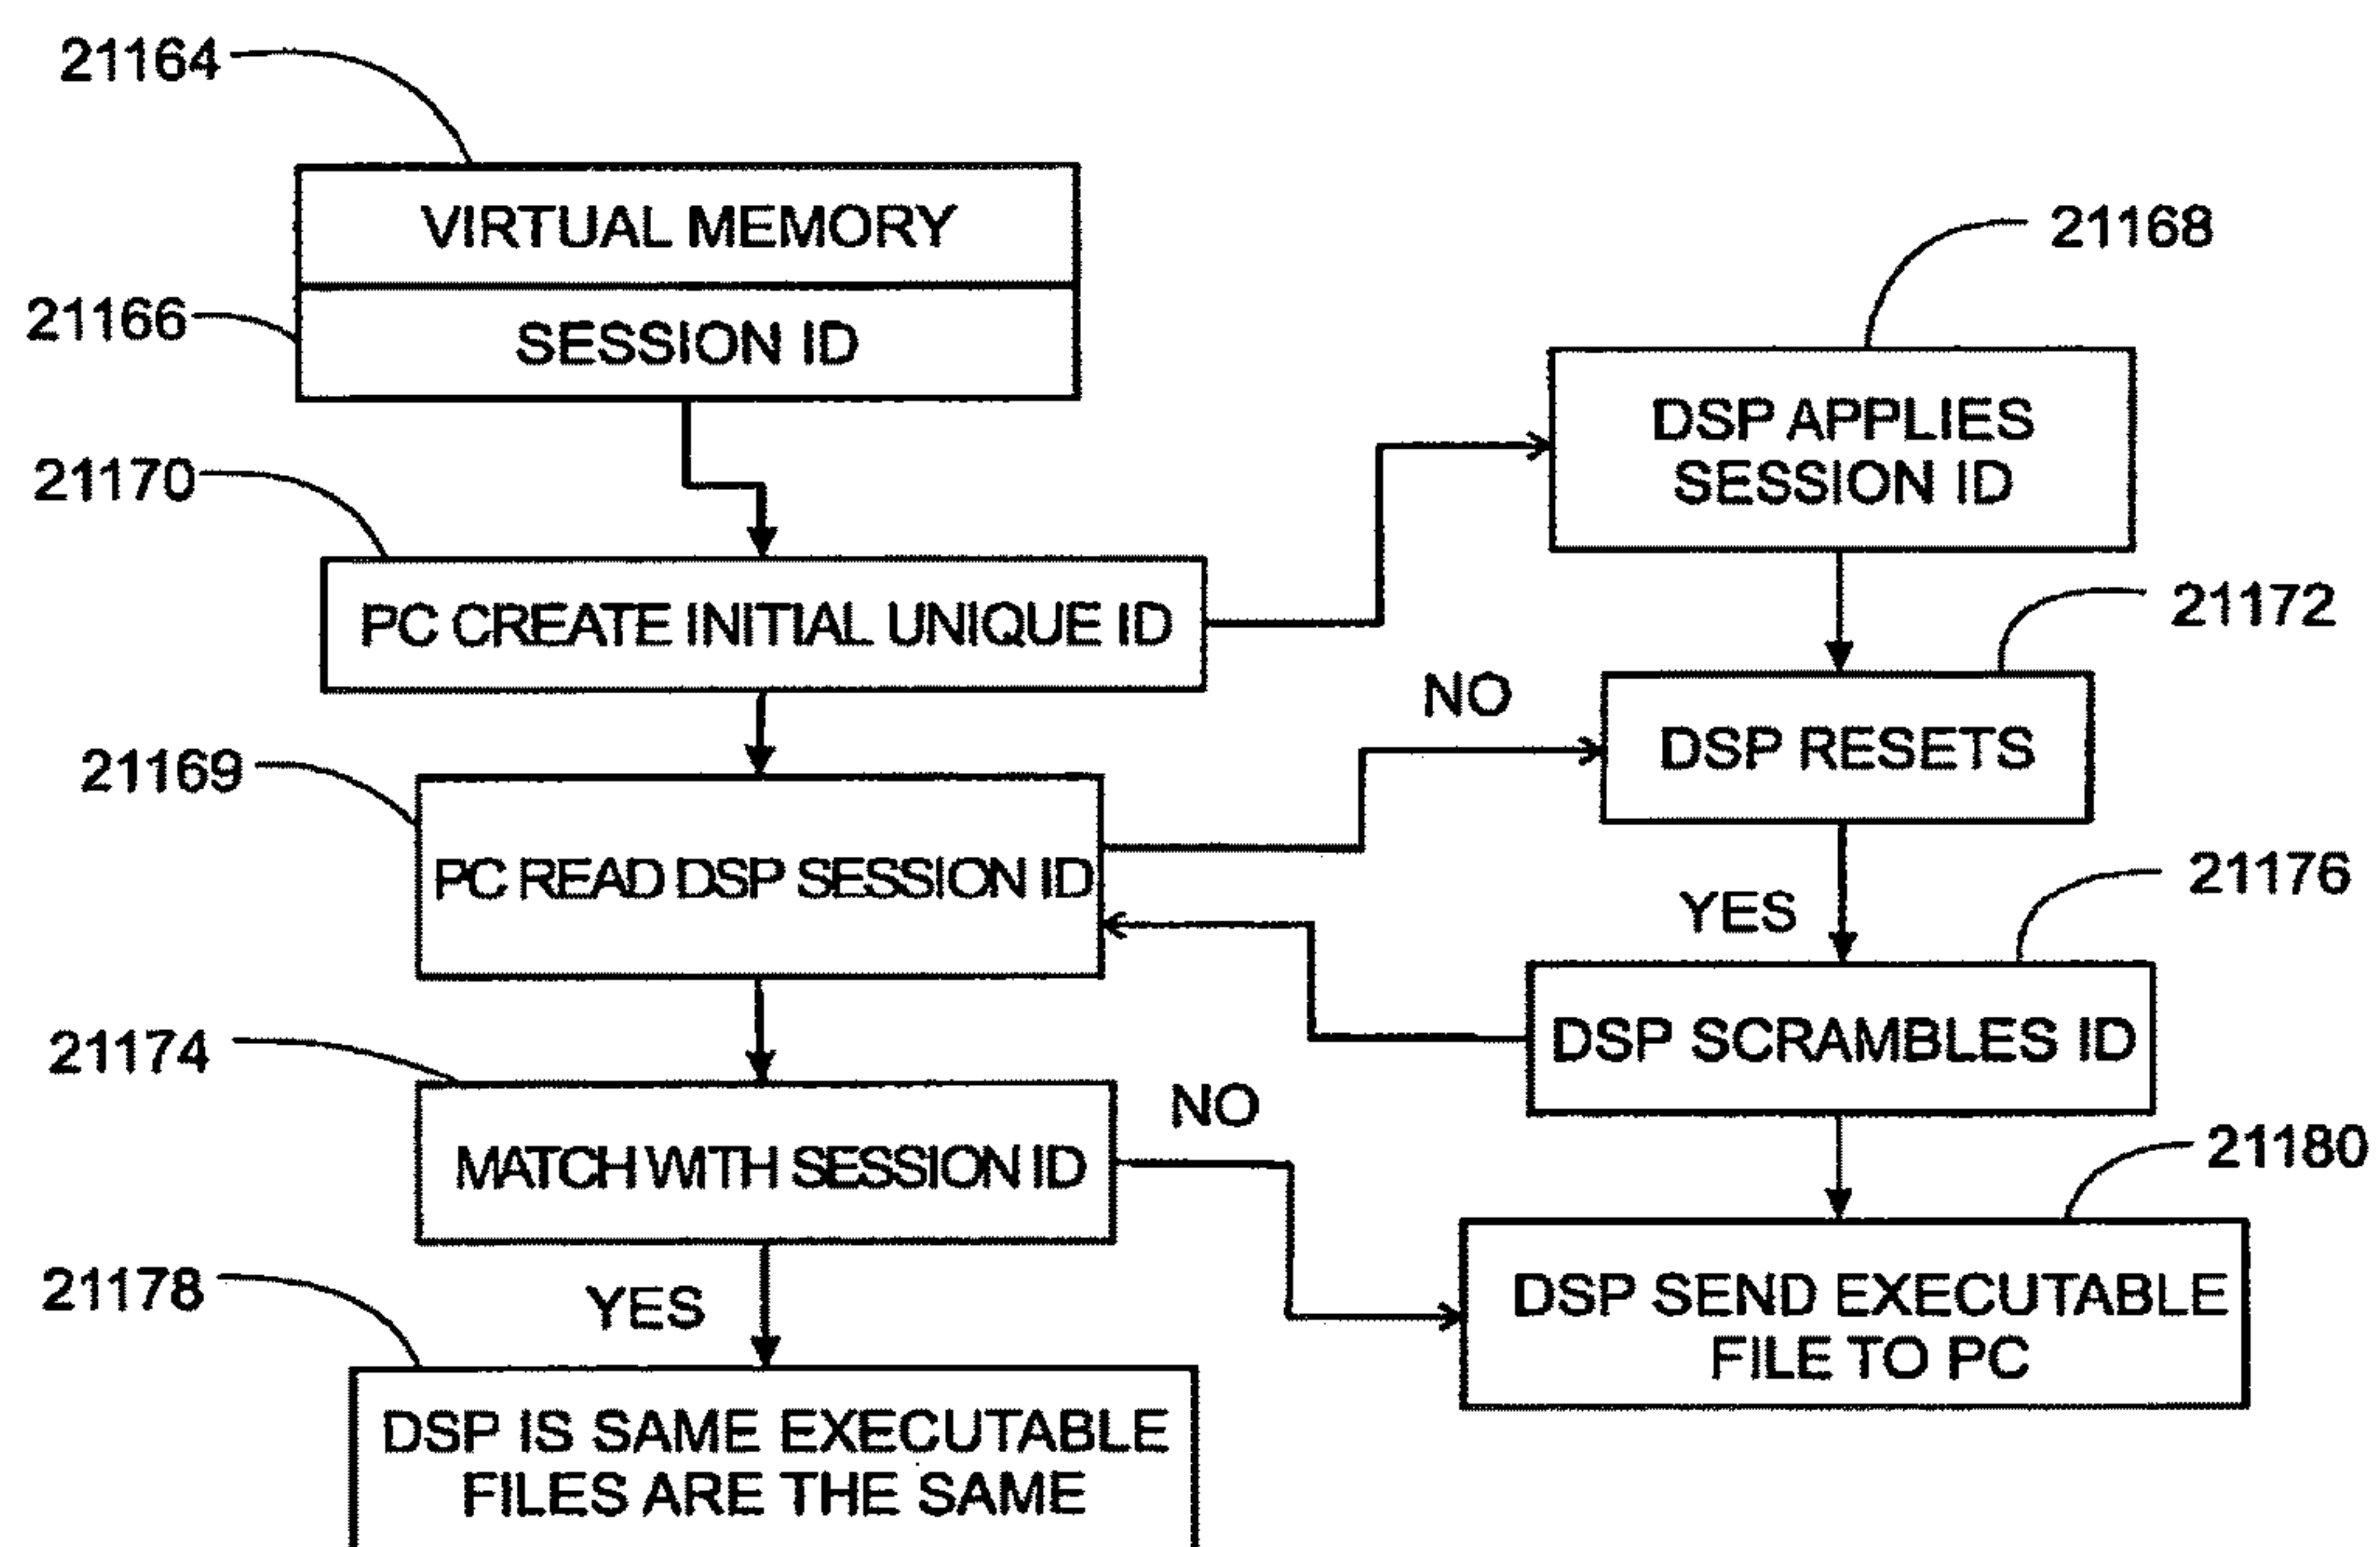 21164
VIRTUAL MEMORY
21168
21166
SESSION ID
DSP APPLIES
SESSION ID
21170
21172
PC CREATE INITIAL UNIQUE ID
NO
DSP RESETS
21169
PC READ DSP SESSION ID
21176
YES
DSP SCRAMBLES ID
21174
NO
MATCH WITH SESSION ID
21180
21178
YES
DSP SEND EXECUTABLE
FILE TO PC
DSP IS SAME EXECUTABLE
FILES ARE THE SAME